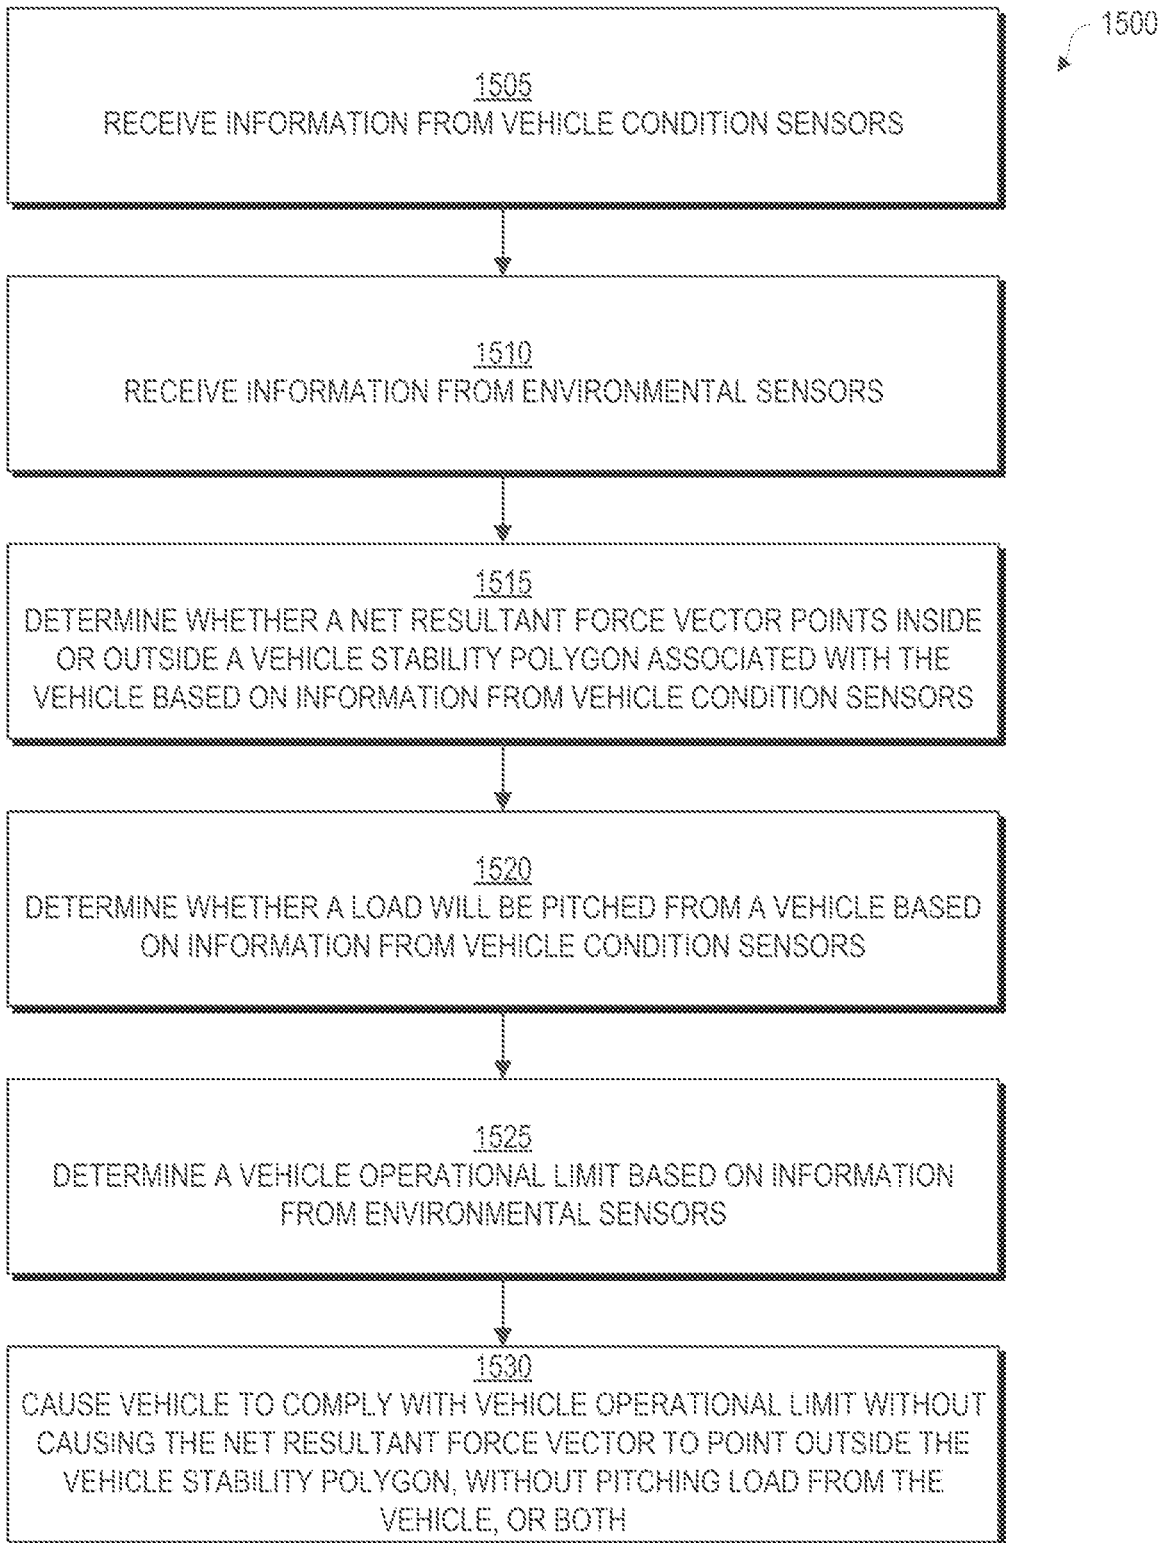 1500
1505
RECEIVE INFORMATION FROM VEHICLE CONDITION SENSORS
1510
RECEIVE INFORMATION FROM ENVIRONMENTAL SENSORS
1515
DETERMINE WHETHER A NET RESULTANT FORCE VECTOR POINTS INSIDE
OR OUTSIDE A VEHICLE STABILITY POLYGON ASSOCIATED WITH THE
VEHICLE BASED ON INFORMATION FROM VEHICLE CONDITION SENSORS
1520
DETERMINE WHETHER A LOAD WILL BE PITCHED FROM A VEHICLE BASED
ON INFORMATION FROM VEHICLE CONDITION SENSORS
1525
DETERMINE A VEHICLE OPERATIONAL LIMIT BASED ON INFORMATION
FROM ENVIRONMENTAL SENSORS
1530
CAUSE VEHICLE TO COMPLY WITH VEHICLE OPERATIONAL LIMIT WITHOUT
CAUSING THE NET RESULTANT FORCE VECTOR TO POINT OUTSIDE THE
VEHICLE STABILITY POLYGON, WITHOUT PITCHING LOAD FROM THE
VEHICLE, OR BOTH